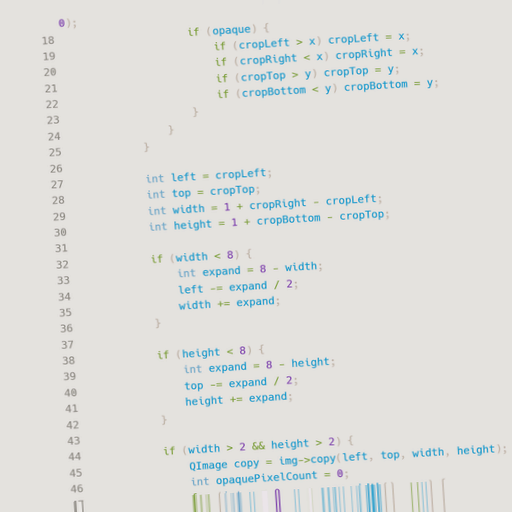 0);
18 if (opaque) {
19 if (cropLeft > x) cropLeft = x;
20 if (cropRight < x) cropRight = x;
21 if (cropTop > y) cropTop = y;
22 if (cropBottom < y) cropBottom = y;
23 }
24 }
25 }
26
27 int left = cropLeft;
28 int top = cropTop;
29 int width = 1 + cropRight - cropLeft;
30 int height = 1 + cropBottom - cropTop;
31
32 if (width < 8) {
33 int expand = 8 - width;
34 left -= expand / 2;
35 width += expand;
36 }
37
38 if (height < 8) {
39 int expand = 8 - height;
40 top -= expand / 2;
41 height += expand;
42 }
43
44 if (width > 2 && height > 2) {
45 QImage copy = img->copy(left, top, width, height);
46 int opaquePixelCount = 0;